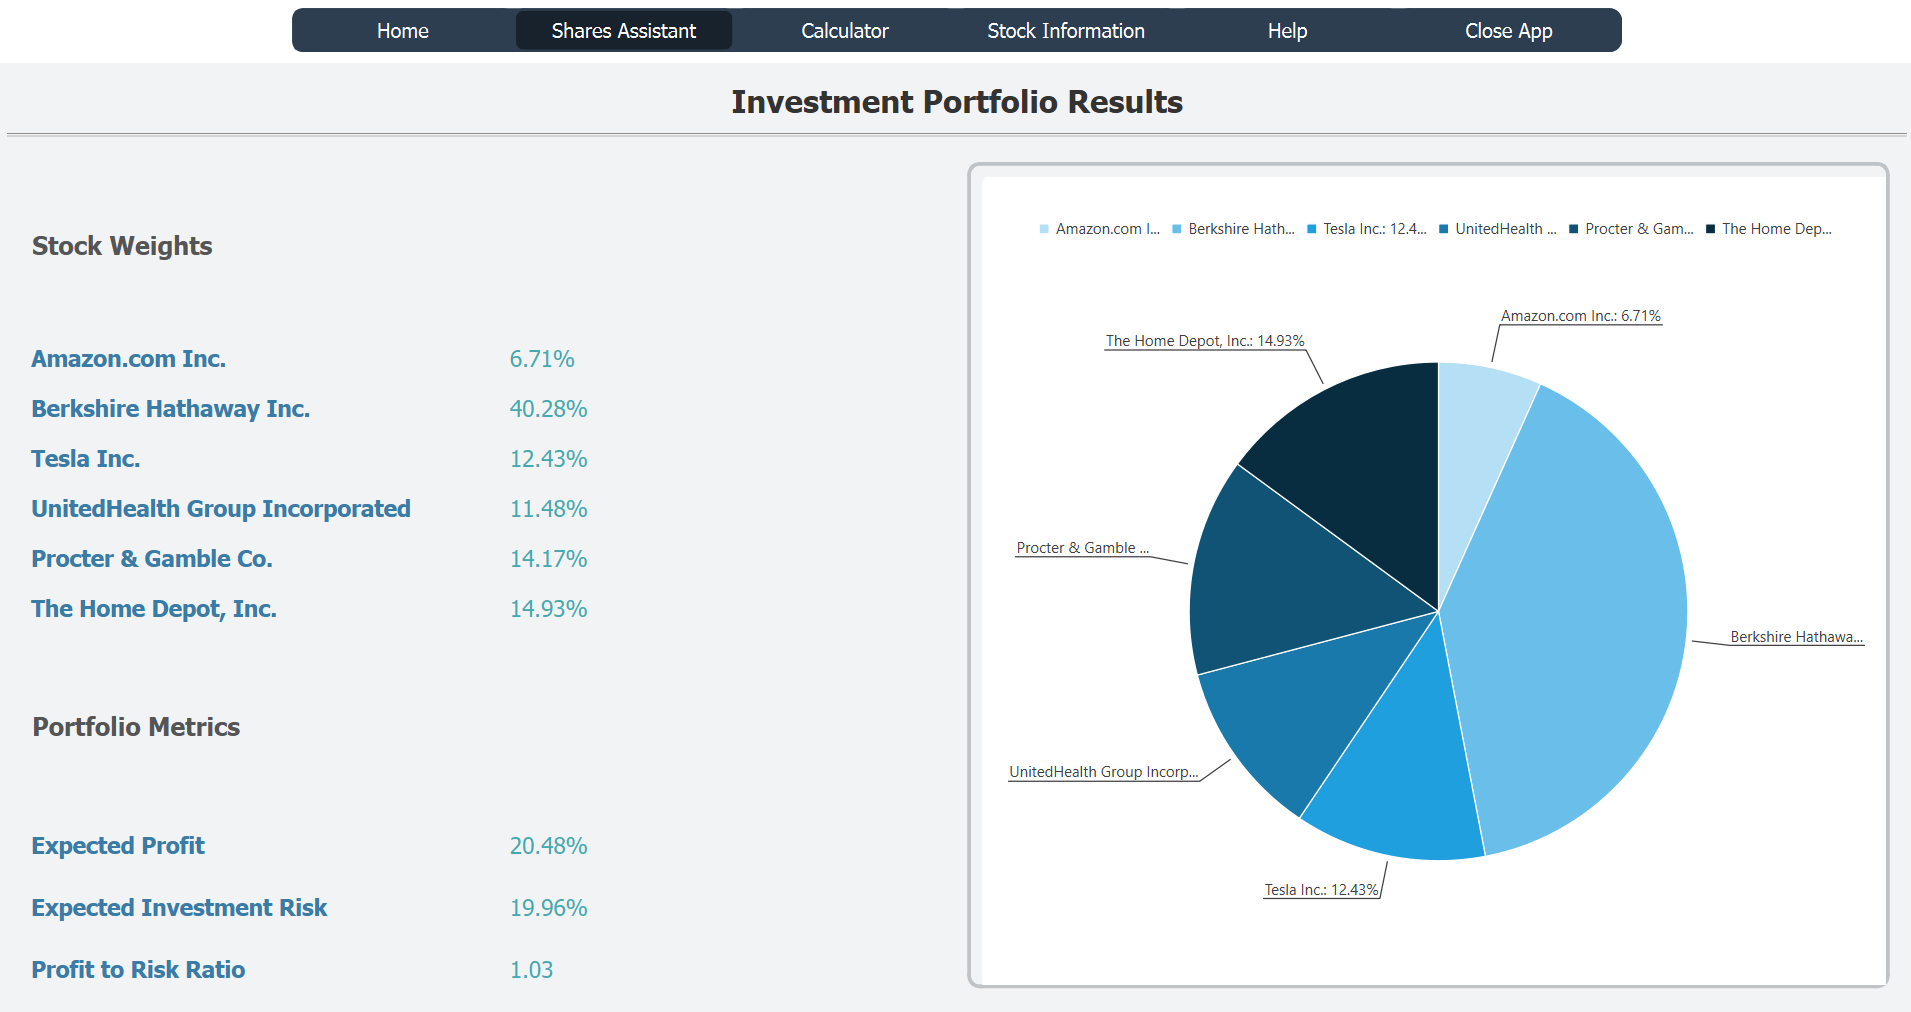 Home Shares Assistant Calculator Stock Information Help Close App
Investment Portfolio Results
Stock Weights
Amazon.com Inc. 6.71%
Berkshire Hathaway Inc. 40.28%
Tesla Inc. 12.43%
UnitedHealth Group Incorporated 11.48%
Procter & Gamble Co. 14.17%
The Home Depot, Inc. 14.93%
Portfolio Metrics
Expected Profit 20.48%
Expected Investment Risk 19.96%
Profit to Risk Ratio 1.03
Amazon.com I... Berkshire Hath... Tesla Inc.: 12.4... UnitedHealth ... Procter & Gam... The Home Dep...
Amazon.com Inc.: 6.71%
The Home Depot, Inc.: 14.93%
Procter & Gamble ...
Berkshire Hathawa...
UnitedHealth Group Incorp...
Tesla Inc.: 12.43%